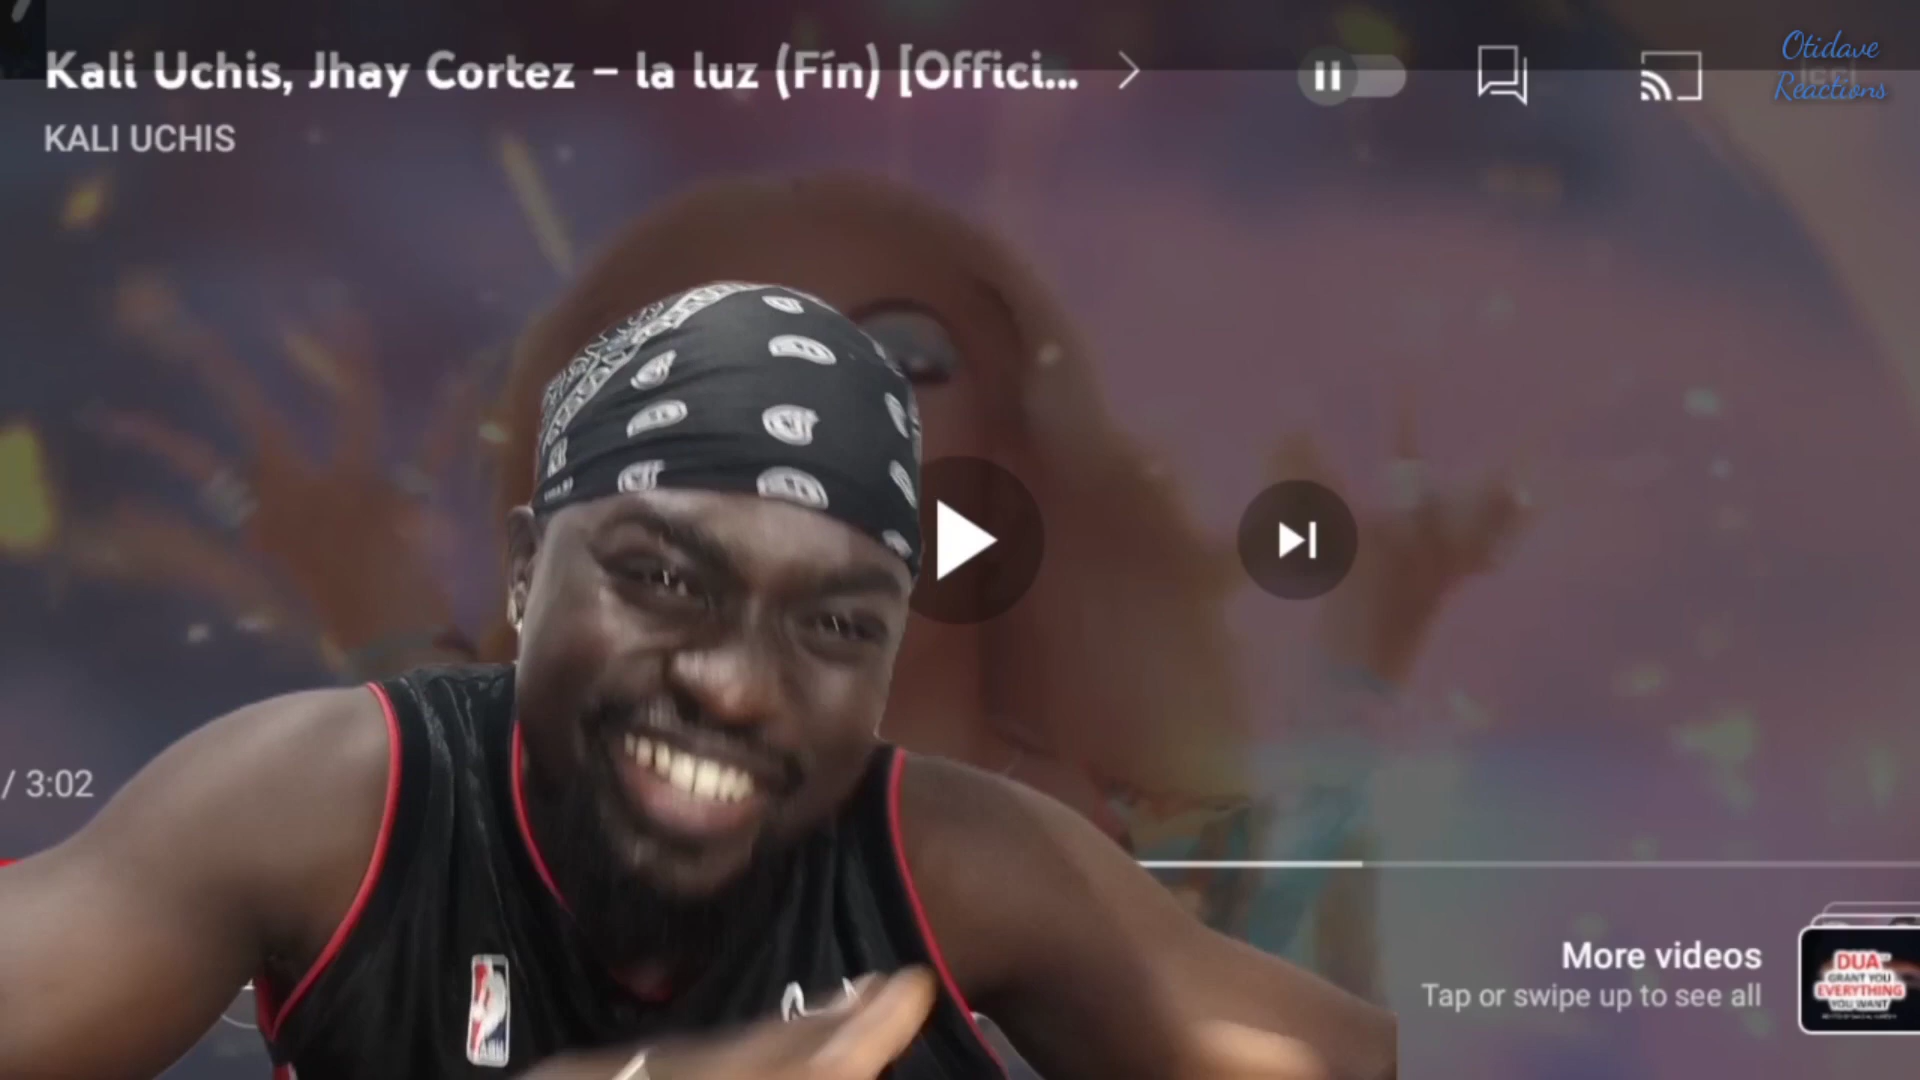 Kali Uchis, Jhay Cortez – la luz (Fín) [Offici...
KALI UCHIS
Otidave
Reactions
/ 3:02
More videos
Tap or swipe up to see all
DUA
GRANT YOU
EVERYTHING
YOU WANT